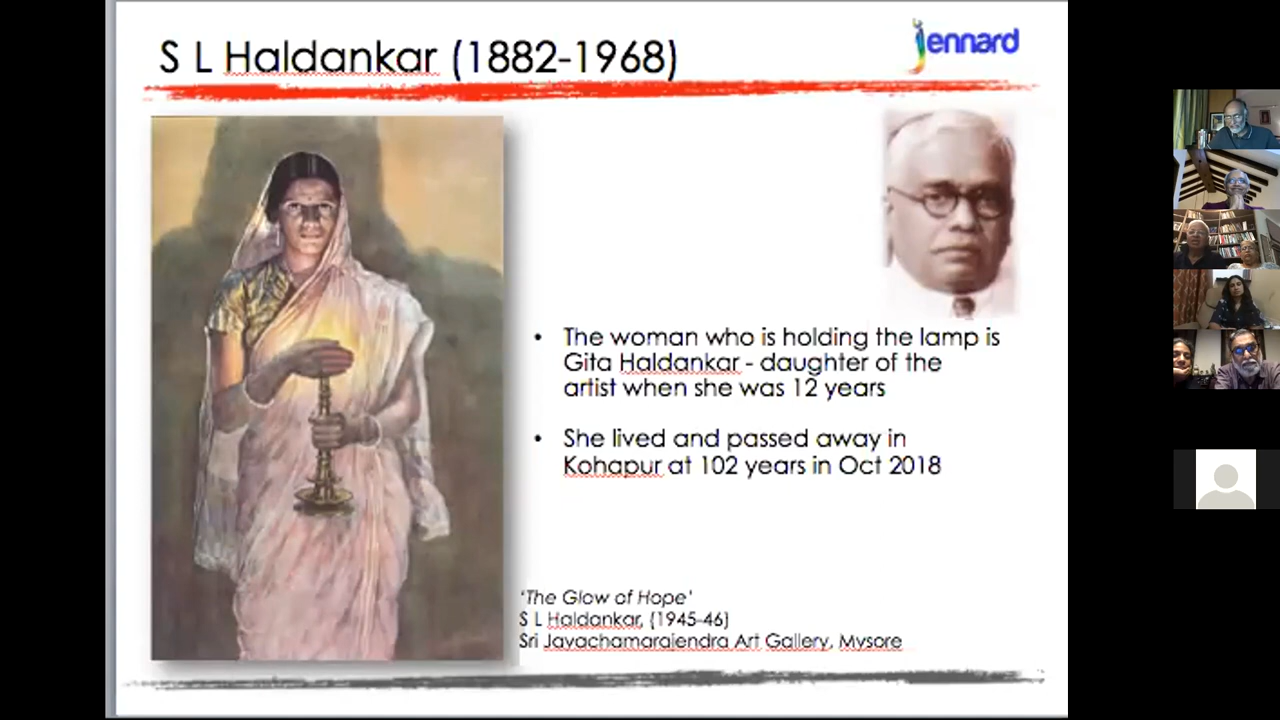 S L Haldankar (1882-1968)
jennard
• The woman who is holding the lamp is
Gita Haldankar - daughter of the
artist when she was 12 years
• She lived and passed away in
Kohapur at 102 years in Oct 2018
‘The Glow of Hope’
S L Haldankar, (1945-46)
Sri Jayachamarajendra Art Gallery, Mysore